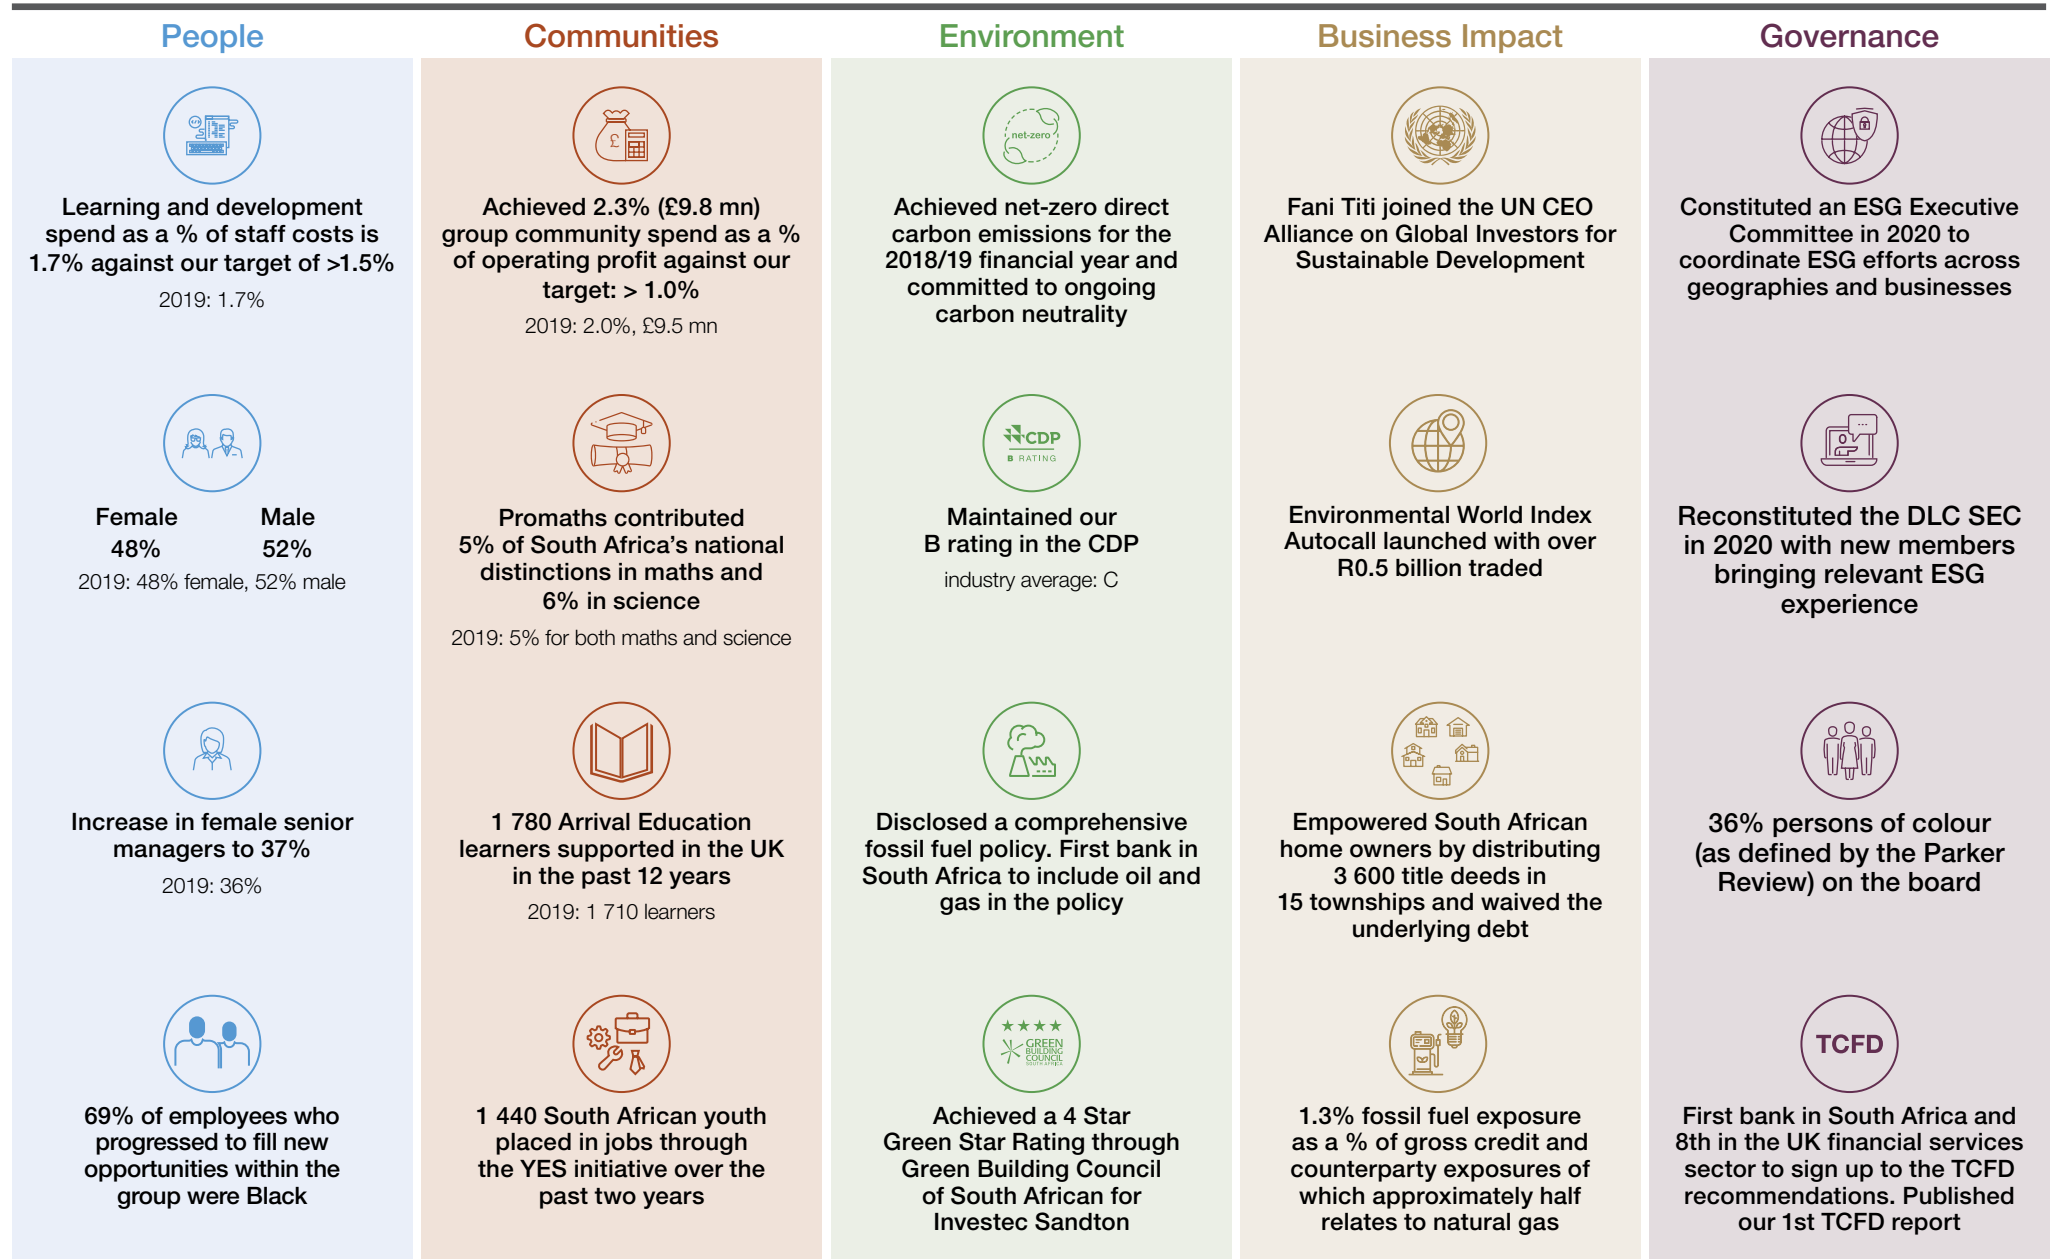 People
Learning and development
spend as a % of staff costs is
1.7% against our target of >1.5%
2019: 1.7%
Female Male
48% 52%
2019: 48% female, 52% male
Increase in female senior
managers to 37%
2019: 36%
69% of employees who
progressed to fill new
opportunities within the
group were Black
Communities
£
Achieved 2.3% (£9.8 mn)
group community spend as a %
of operating profit against our
target: > 1.0%
2019: 2.0%, £9.5 mn
Promaths contributed
5% of South Africa's national
distinctions in maths and
6% in science
2019: 5% for both maths and science
1 780 Arrival Education
learners supported in the UK
in the past 12 years
2019: 1 710 learners
1 440 South African youth
placed in jobs through
the YES initiative over the
past two years
Environment
net-zero
Achieved net-zero direct
carbon emissions for the
2018/19 financial year and
committed to ongoing
carbon neutrality
CDP
B RATING
Maintained our
B rating in the CDP
industry average: C
Disclosed a comprehensive
fossil fuel policy. First bank in
South Africa to include oil and
gas in the policy
GREEN
BUILDING
COUNCIL
SOUTH AFRICA
Achieved a 4 Star
Green Star Rating through
Green Building Council
of South African for
Investec Sandton
Business Impact
Fani Titi joined the UN CEO
Alliance on Global Investors for
Sustainable Development
Environmental World Index
Autocall launched with over
R0.5 billion traded
Empowered South African
home owners by distributing
3 600 title deeds in
15 townships and waived the
underlying debt
1.3% fossil fuel exposure
as a % of gross credit and
counterparty exposures of
which approximately half
relates to natural gas
Governance
Constituted an ESG Executive
Committee in 2020 to
coordinate ESG efforts across
geographies and businesses
Reconstituted the DLC SEC
in 2020 with new members
bringing relevant ESG
experience
36% persons of colour
(as defined by the Parker
Review) on the board
TCFD
First bank in South Africa and
8th in the UK financial services
sector to sign up to the TCFD
recommendations. Published
our 1st TCFD report